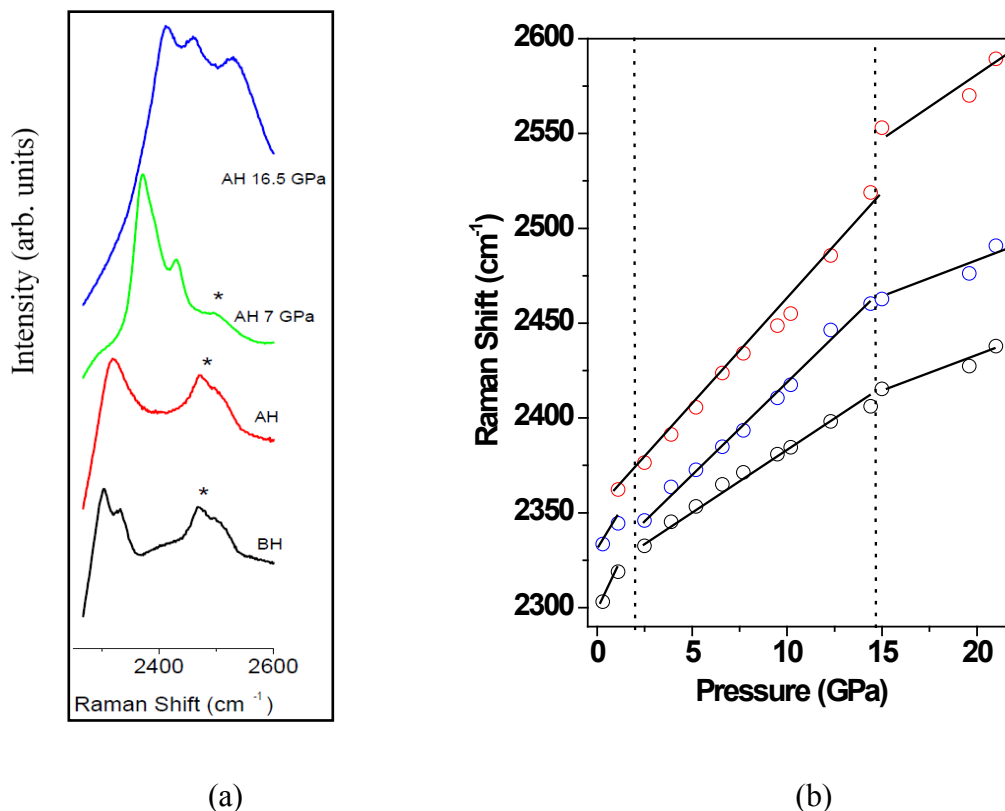 Intensity (arb. units)
AH 16.5 GPa
*
AH 7 GPa
*
AH
*
BH
2400
2600
Raman Shift (cm -1)
(a)
2600
2550
2500
2450
2400
2350
2300
Raman Shift (cm-1)
0
5
10
15
20
Pressure (GPa)
(b)